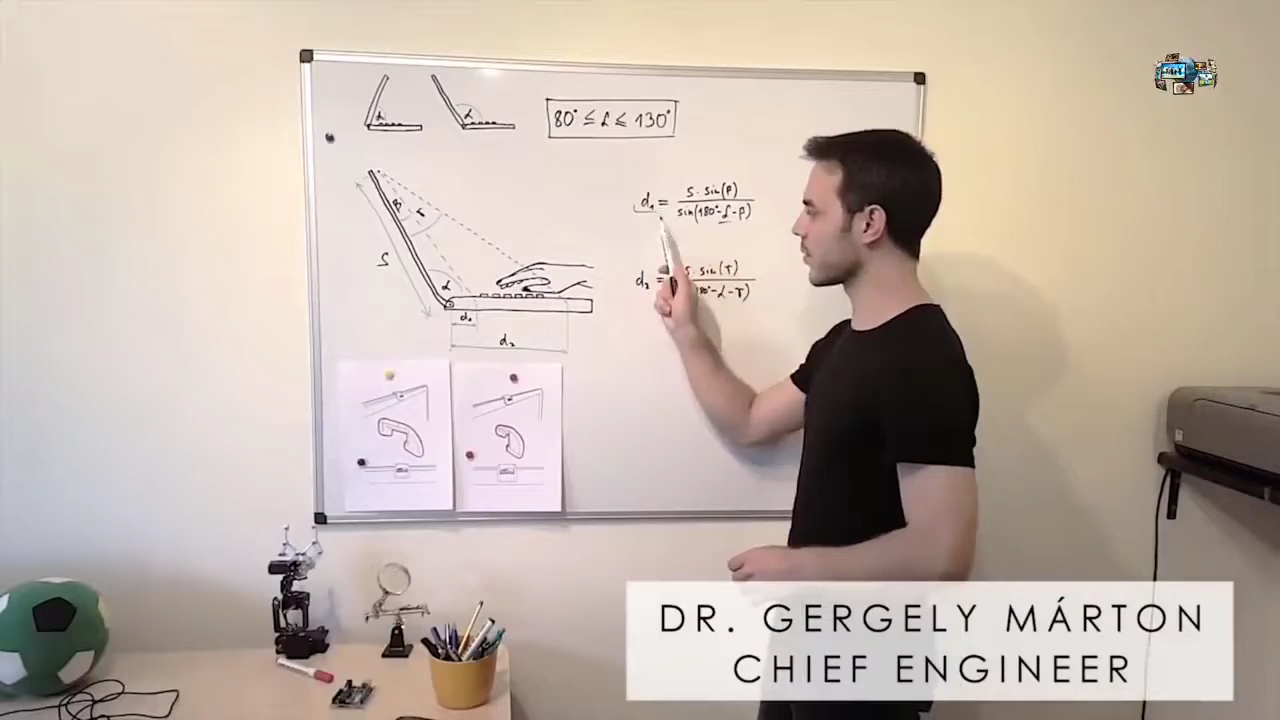 80° ≤ α ≤ 130°
d₁ = s · sin(β)
sin(180° - α - β)
d₂ = s · sin(γ)
180° - α - γ)
β
γ
S
α
d₁
d₂
DR. GERGELY MÁRTON
CHIEF ENGINEER